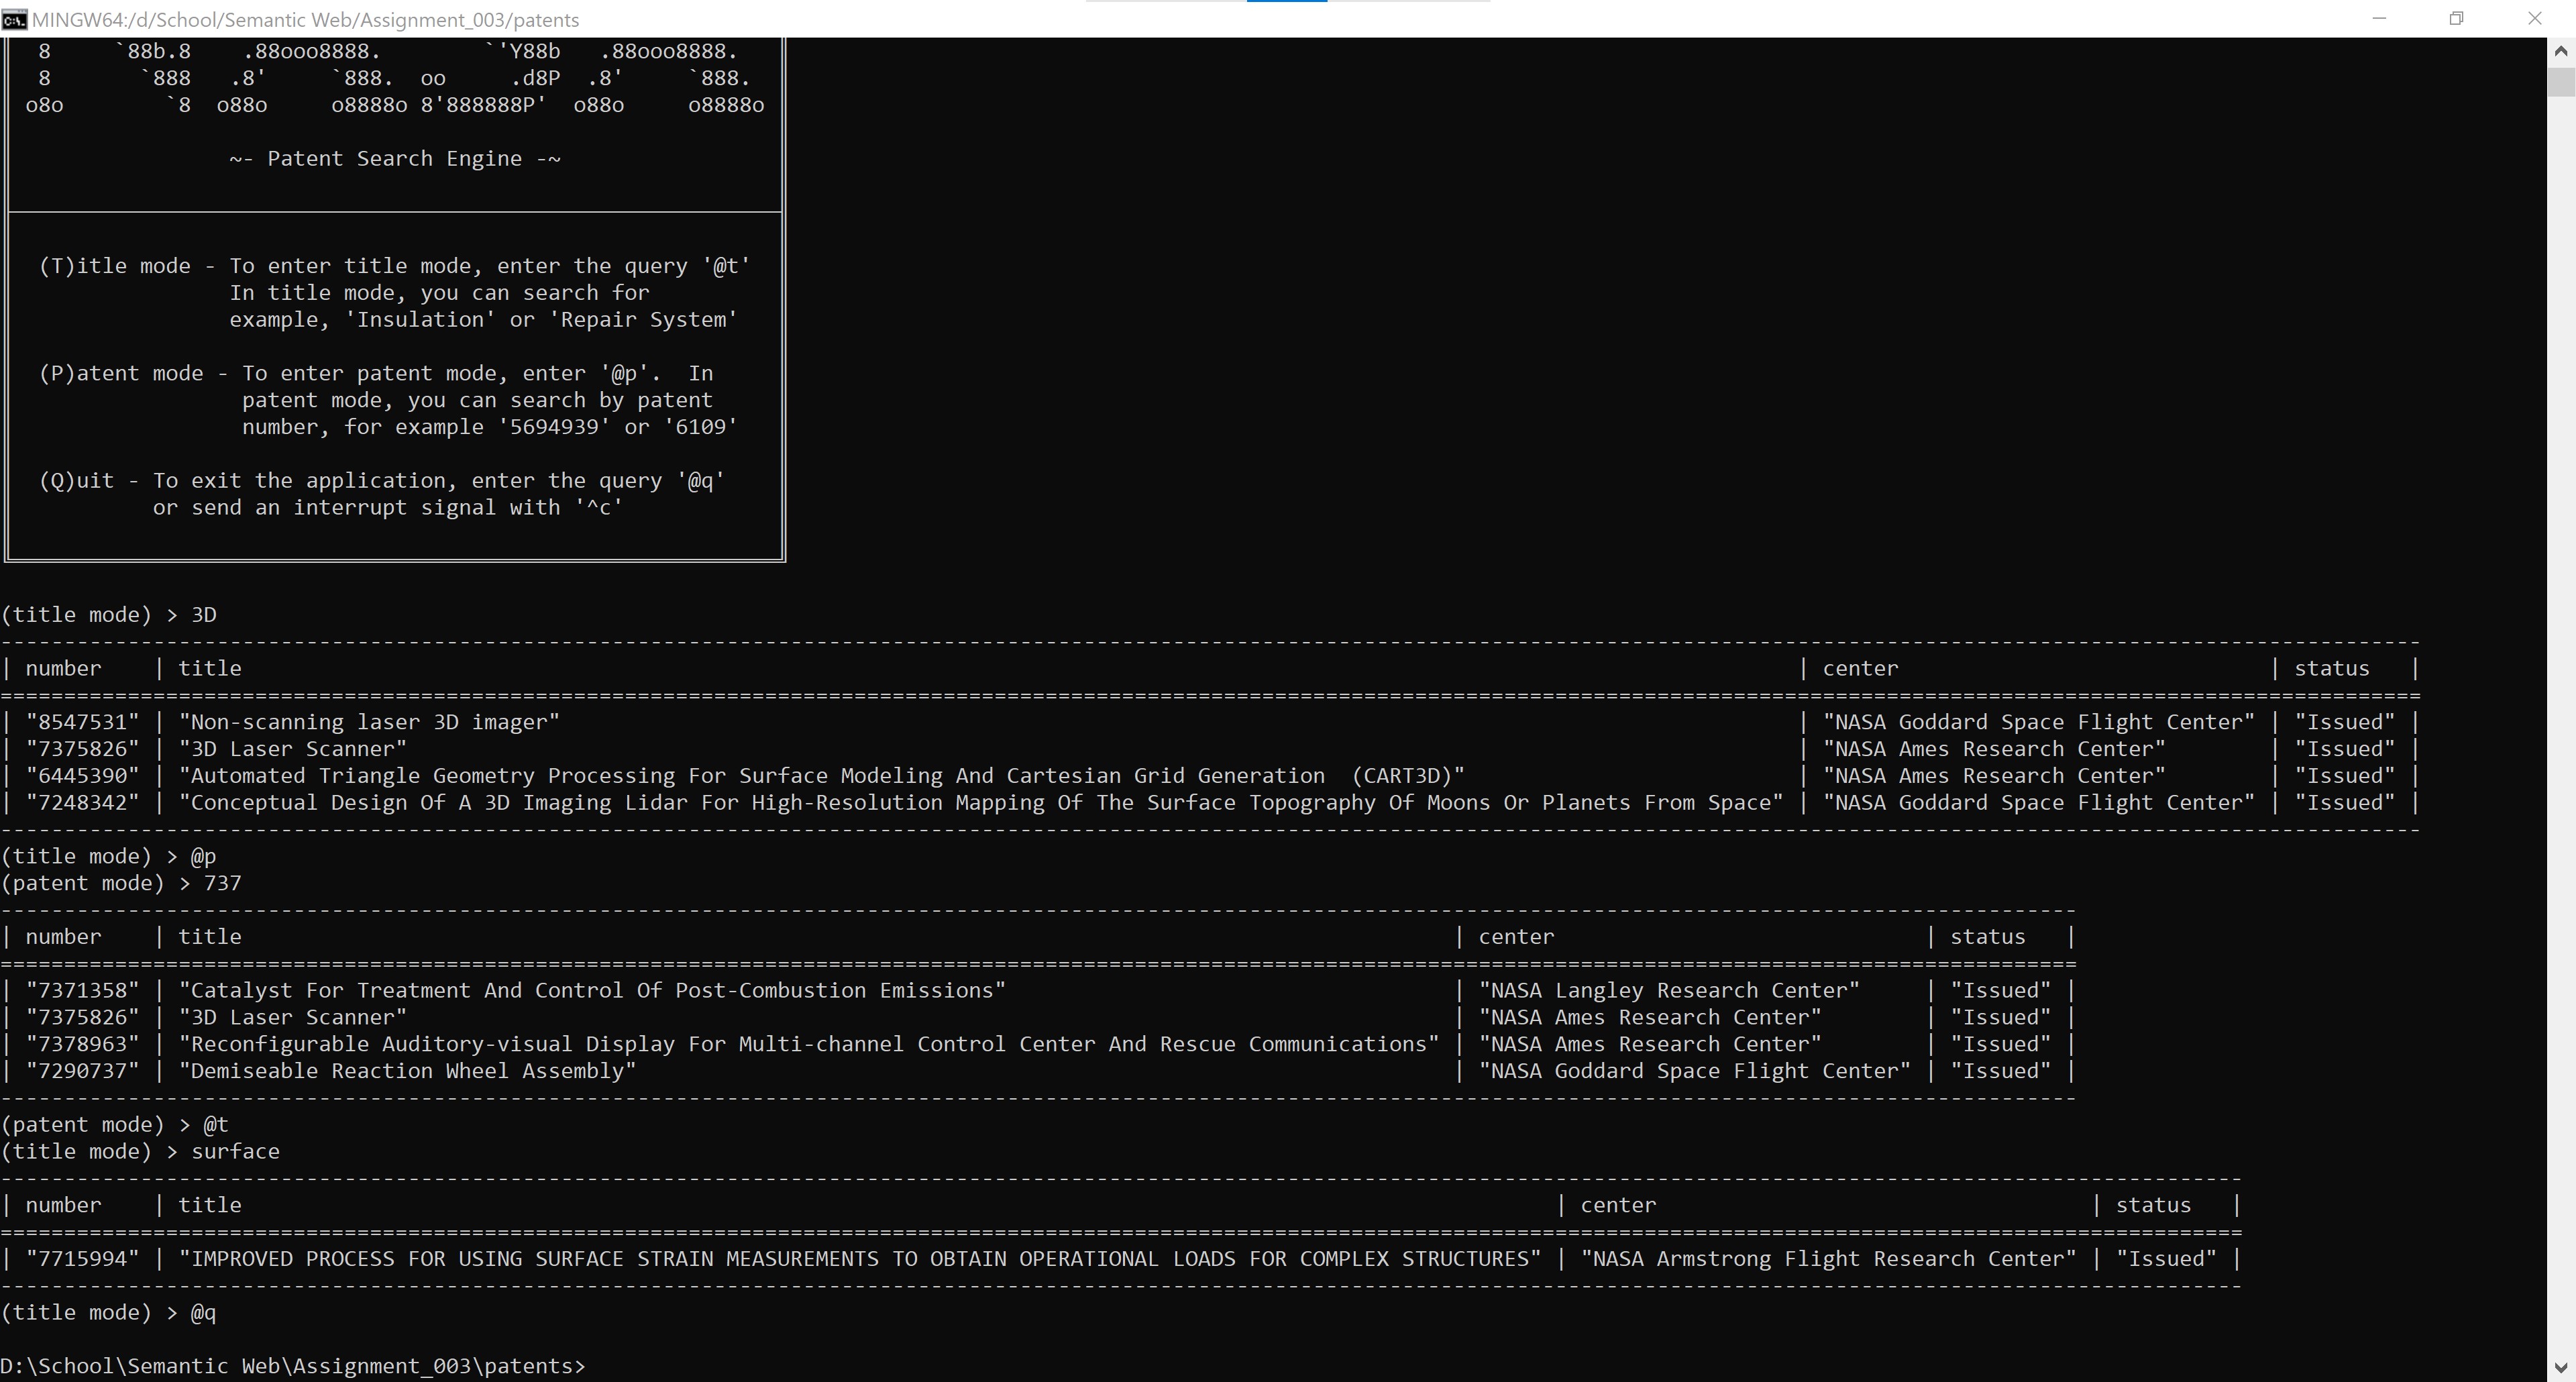 MINGW64:/d/School/Semantic Web/Assignment_003/patents
8     `88b.8    .88ooo8888.        `'Y88b   .88ooo8888.
8       `888   .8'     `888.  oo     .d8P  .8'     `888.
o8o        `8  o88o     o8888o 8'888888P'  o88o     o8888o
~- Patent Search Engine -~
(T)itle mode - To enter title mode, enter the query '@t'
In title mode, you can search for
example, 'Insulation' or 'Repair System'
(P)atent mode - To enter patent mode, enter '@p'.  In
patent mode, you can search by patent
number, for example '5694939' or '6109'
(Q)uit - To exit the application, enter the query '@q'
or send an interrupt signal with '^c'
(title mode) > 3D
| number    | title | center | status   |
| "8547531" | "Non-scanning laser 3D imager" | "NASA Goddard Space Flight Center" | "Issued" |
| "7375826" | "3D Laser Scanner" | "NASA Ames Research Center" | "Issued" |
| "6445390" | "Automated Triangle Geometry Processing For Surface Modeling And Cartesian Grid Generation  (CART3D)" | "NASA Ames Research Center" | "Issued" |
| "7248342" | "Conceptual Design Of A 3D Imaging Lidar For High-Resolution Mapping Of The Surface Topography Of Moons Or Planets From Space" | "NASA Goddard Space Flight Center" | "Issued" |
(title mode) > @p
(patent mode) > 737
| number    | title | center | status   |
| "7371358" | "Catalyst For Treatment And Control Of Post-Combustion Emissions" | "NASA Langley Research Center" | "Issued" |
| "7375826" | "3D Laser Scanner" | "NASA Ames Research Center" | "Issued" |
| "7378963" | "Reconfigurable Auditory-visual Display For Multi-channel Control Center And Rescue Communications" | "NASA Ames Research Center" | "Issued" |
| "7290737" | "Demiseable Reaction Wheel Assembly" | "NASA Goddard Space Flight Center" | "Issued" |
(patent mode) > @t
(title mode) > surface
| number    | title | center | status   |
| "7715994" | "IMPROVED PROCESS FOR USING SURFACE STRAIN MEASUREMENTS TO OBTAIN OPERATIONAL LOADS FOR COMPLEX STRUCTURES" | "NASA Armstrong Flight Research Center" | "Issued" |
(title mode) > @q
D:\School\Semantic Web\Assignment_003\patents>